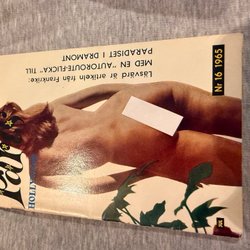 Läsvärd är artikeln från Frankrike:
MED EN "AUTOROUTE-FLICKA" TILL
PARADISET I DRAMONT
Nr 16 1965